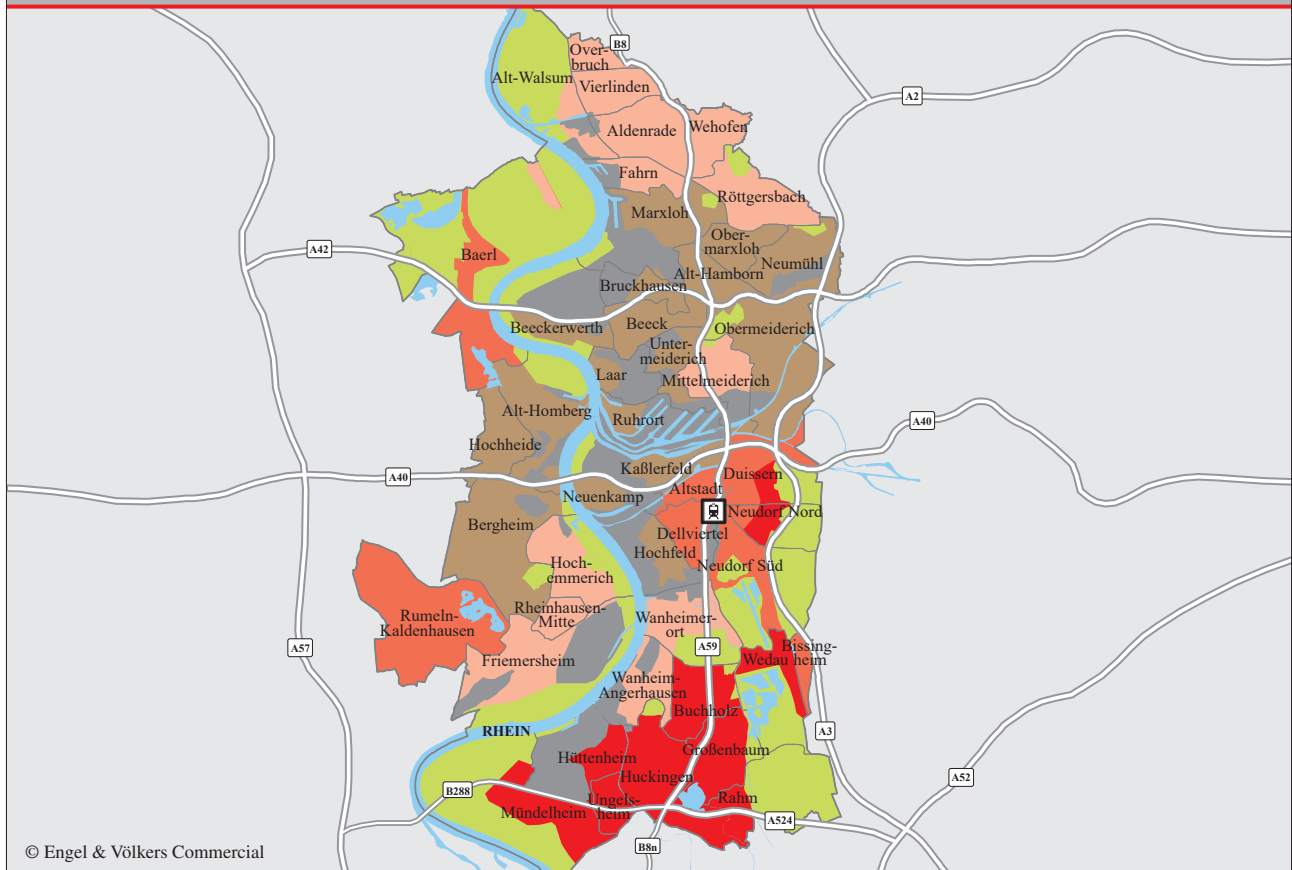 B8
Over-
bruch
Alt-Walsum
Vierlinden
A2
Aldenrade
Wehofen
Fahrn
Röttgersbach
Marxloh
Ober-
marxloh
A42
Baerl
Neumühl
Alt-Hamborn
Bruckhausen
Beeckerwerth
Beeck
Obermeiderich
Unter-
meiderich
Laar
Mittelmeiderich
Alt-Homberg
Ruhrort
A40
Hochheide
Kaßlerfeld
A40
Duissern
Altstadt
Neuenkamp
Neudorf Nord
Bergheim
Dellviertel
Hochfeld
Hoch-
emmerich
Neudorf Süd
Rheinhausen-
Mitte
Rumeln-
Kaldenhausen
Wanheimer-
ort
A57
A59
Bissing-
heim
Wedau
Friemersheim
Wanheim-
Angerhausen
Buchholz
RHEIN
A3
Großenbaum
Hüttenheim
Huckingen
A52
B288
Ungels-
heim
Rahm
Mündelheim
A524
B8n
© Engel & Völkers Commercial